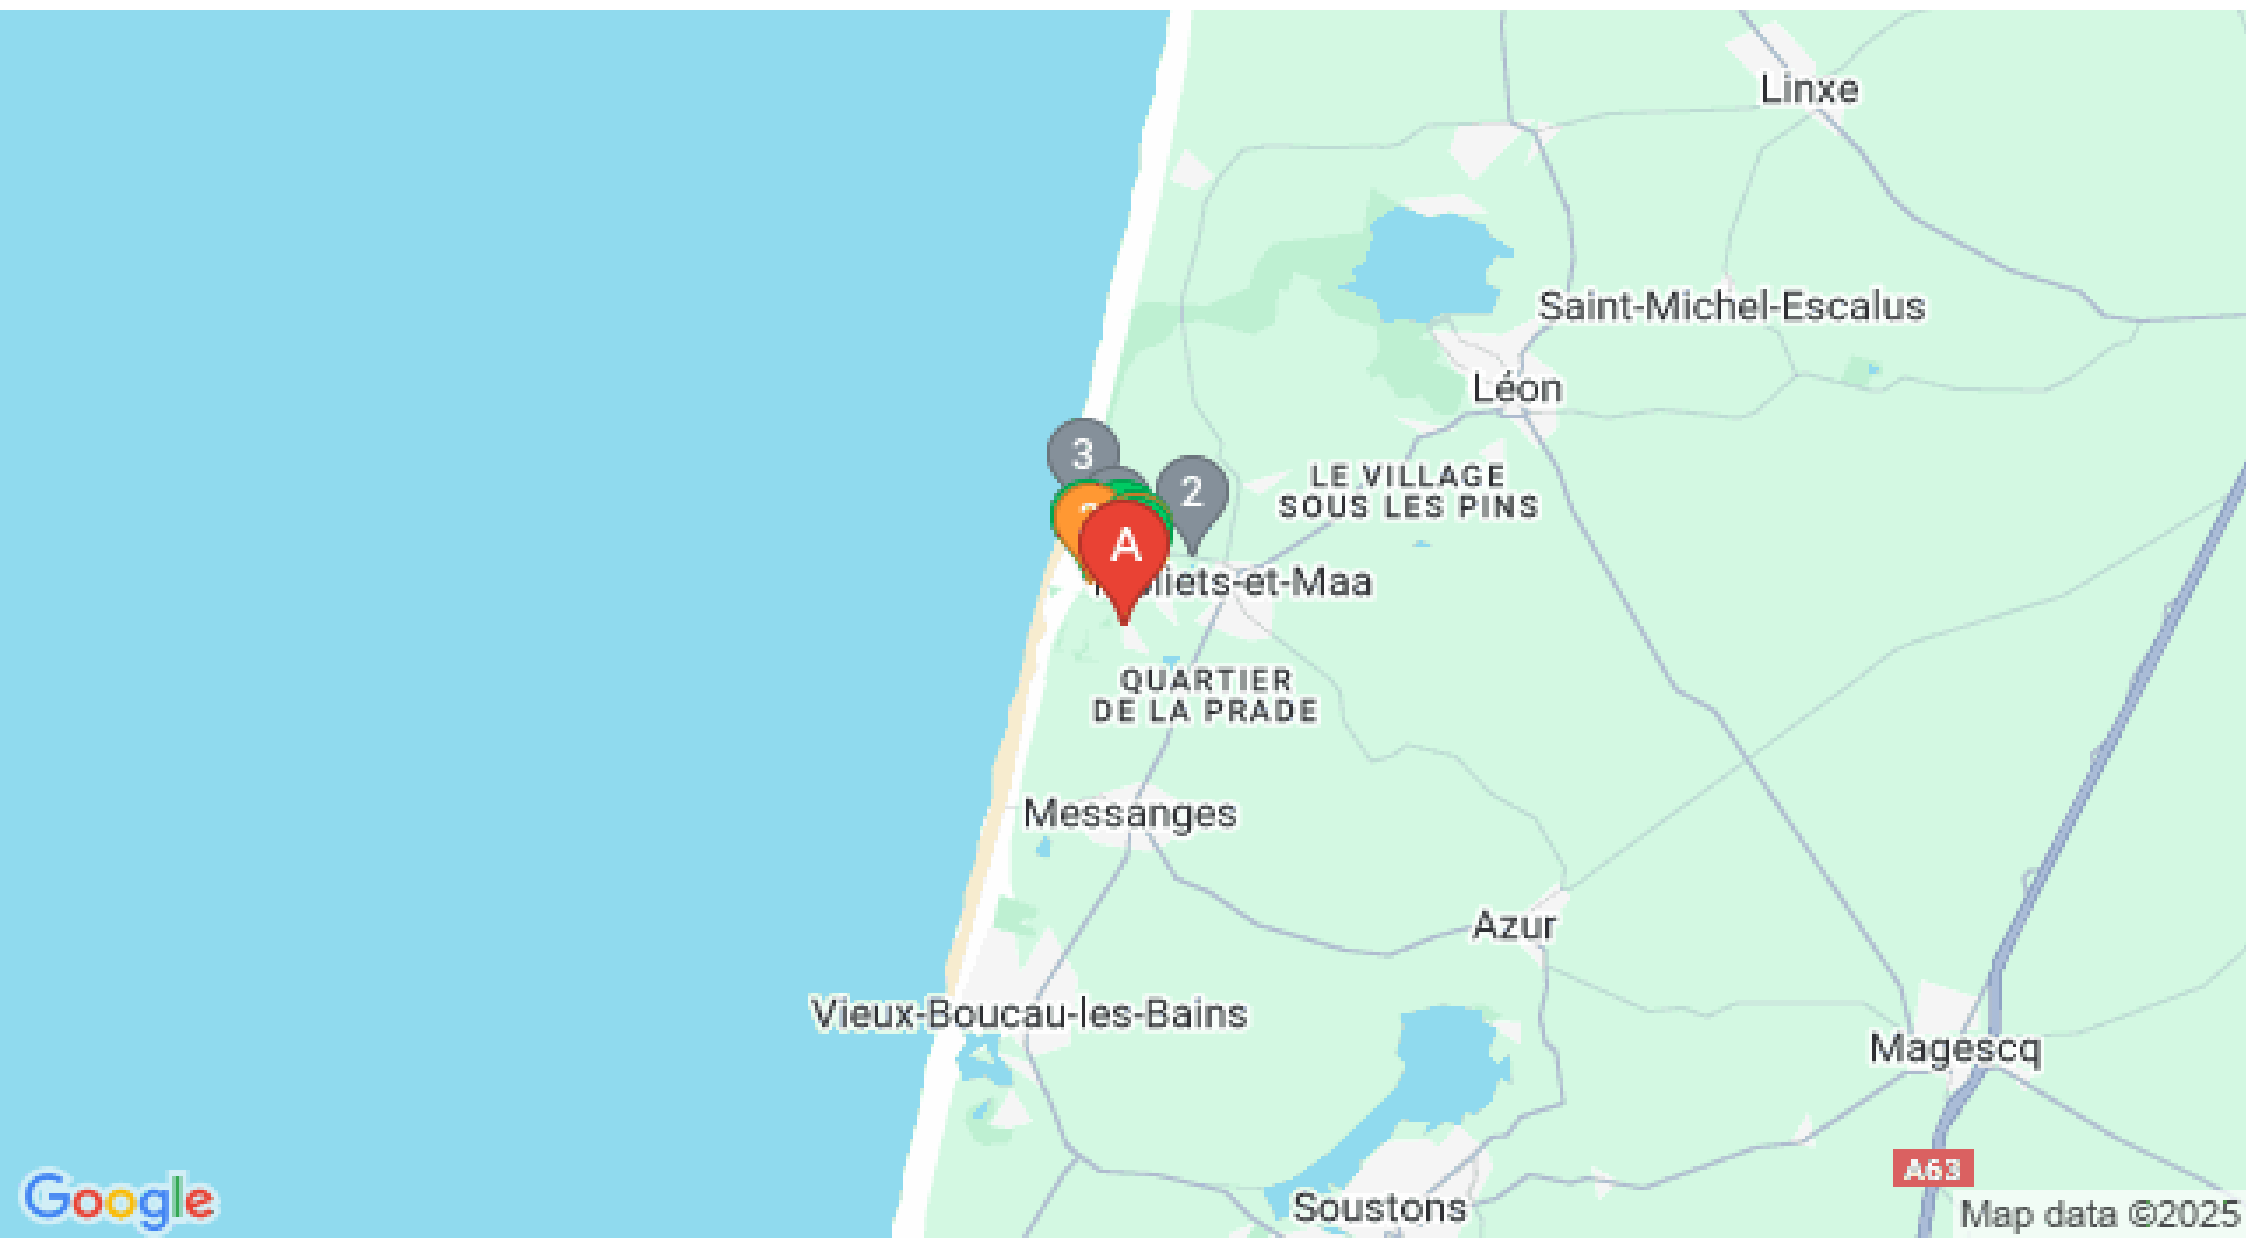 Linxe
Saint-Michel-Escalus
Léon
3
2
LE VILLAGE
SOUS LES PINS
A
liets-et-Maa
QUARTIER
DE LA PRADE
Messanges
Azur
Vieux-Boucau-les-Bains
Magescq
A63
Soustons
Google
Map data ©2025